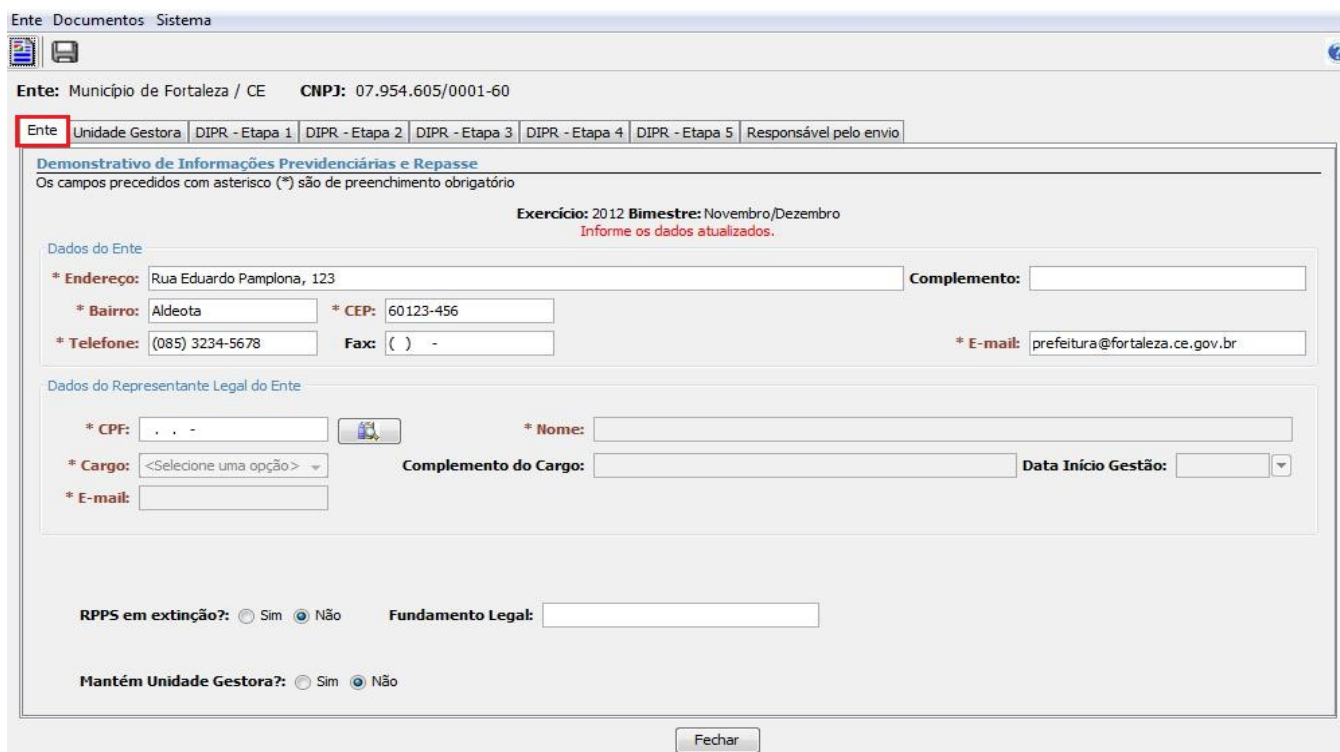 Ente Documentos Sistema
Ente: Município de Fortaleza / CE CNPJ: 07.954.605/0001-60
Ente Unidade Gestora DIPR - Etapa 1 DIPR - Etapa 2 DIPR - Etapa 3 DIPR - Etapa 4 DIPR - Etapa 5 Responsável pelo envio
Demonstrativo de Informações Previdenciárias e Repasse
Os campos precedidos com asterisco (*) são de preenchimento obrigatório
Exercício: 2012 Bimestre: Novembro/Dezembro
Informe os dados atualizados.
Dados do Ente
* Endereço: Rua Eduardo Pamplona, 123 Complemento:
* Bairro: Aldeota * CEP: 60123-456
* Telefone: (085) 3234-5678 Fax: ( ) - * E-mail: prefeitura@fortaleza.ce.gov.br
Dados do Representante Legal do Ente
* CPF: . . - * Nome:
* Cargo: <Selecione uma opção> Complemento do Cargo: Data Início Gestão:
* E-mail:
RPPS em extinção?: Sim Não Fundamento Legal:
Mantém Unidade Gestora?: Sim Não
Fechar